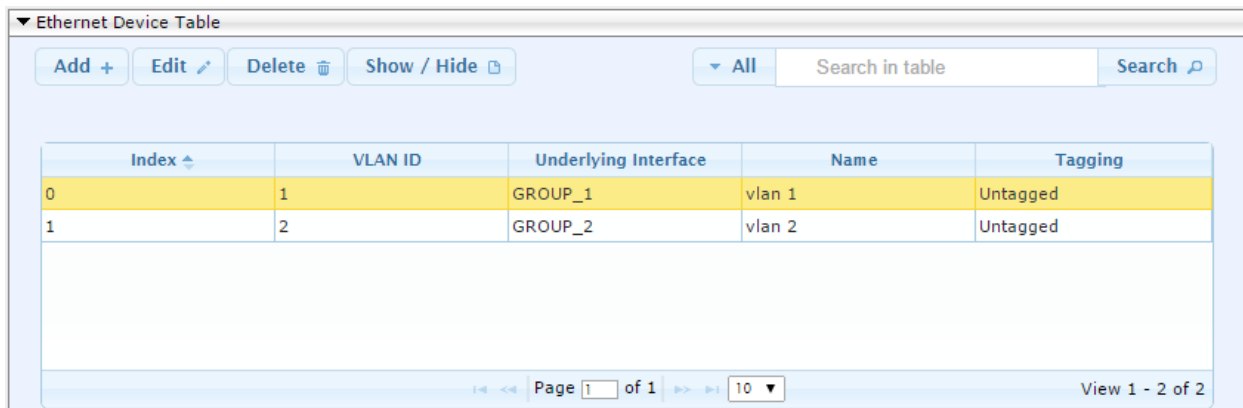 Ethernet Device Table
Add + Edit Delete Show / Hide All Search in table Search
Index VLAN ID Underlying Interface Name Tagging
0 1 GROUP_1 vlan 1 Untagged
1 2 GROUP_2 vlan 2 Untagged
Page 1 of 1 10 View 1 - 2 of 2